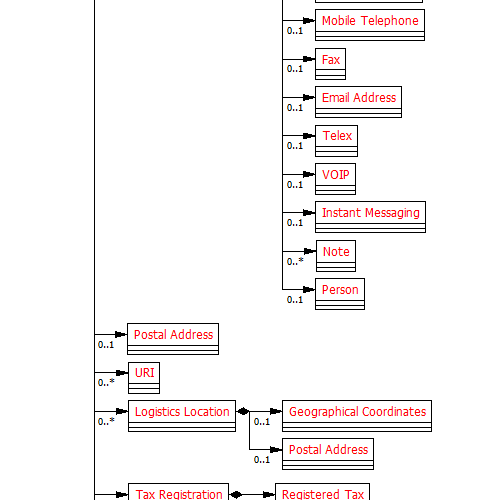 Mobile Telephone
0..1
Fax
0..1
Email Address
0..1
Telex
0..1
VOIP
0..1
Instant Messaging
0..1
Note
0..*
Person
0..1
Postal Address
0..1
URI
0..*
Logistics Location
0..*
Geographical Coordinates
0..1
Postal Address
0..1
Tax Registration
Registered Tax